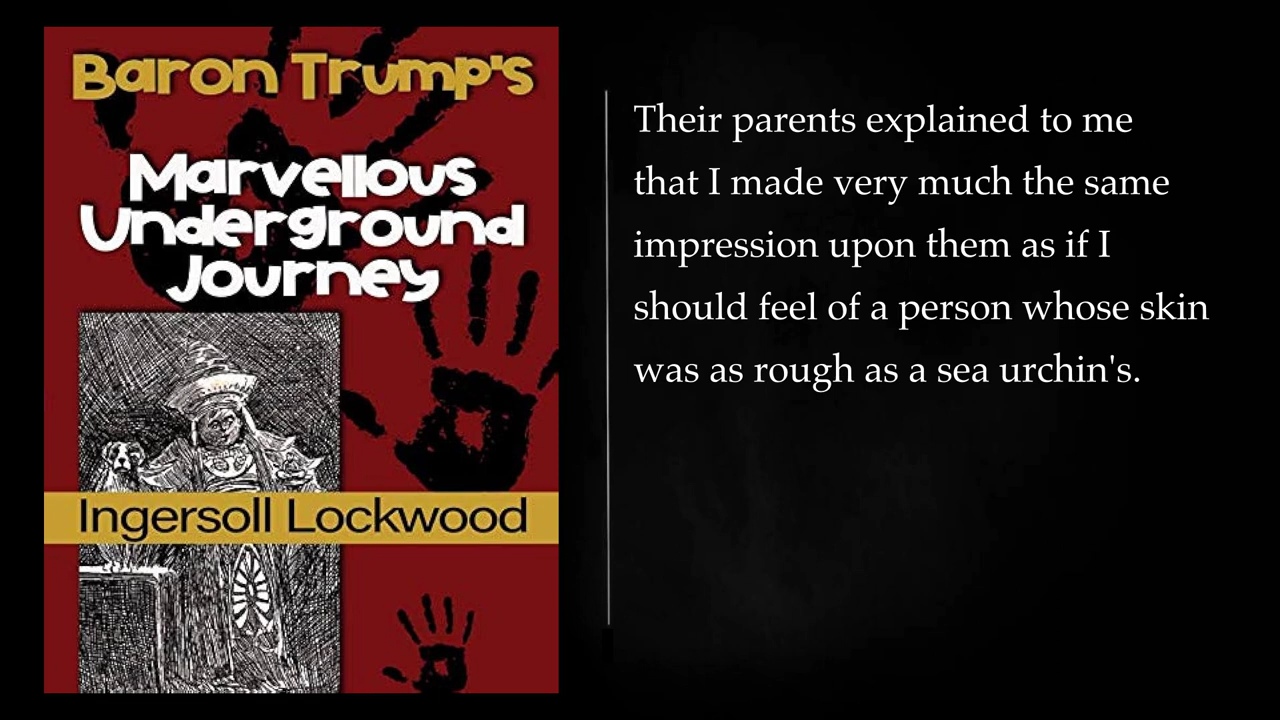 Baron Trump's
Marvellous
Underground
Journey
Ingersoll Lockwood
Their parents explained to me
that I made very much the same
impression upon them as if I
should feel of a person whose skin
was as rough as a sea urchin's.